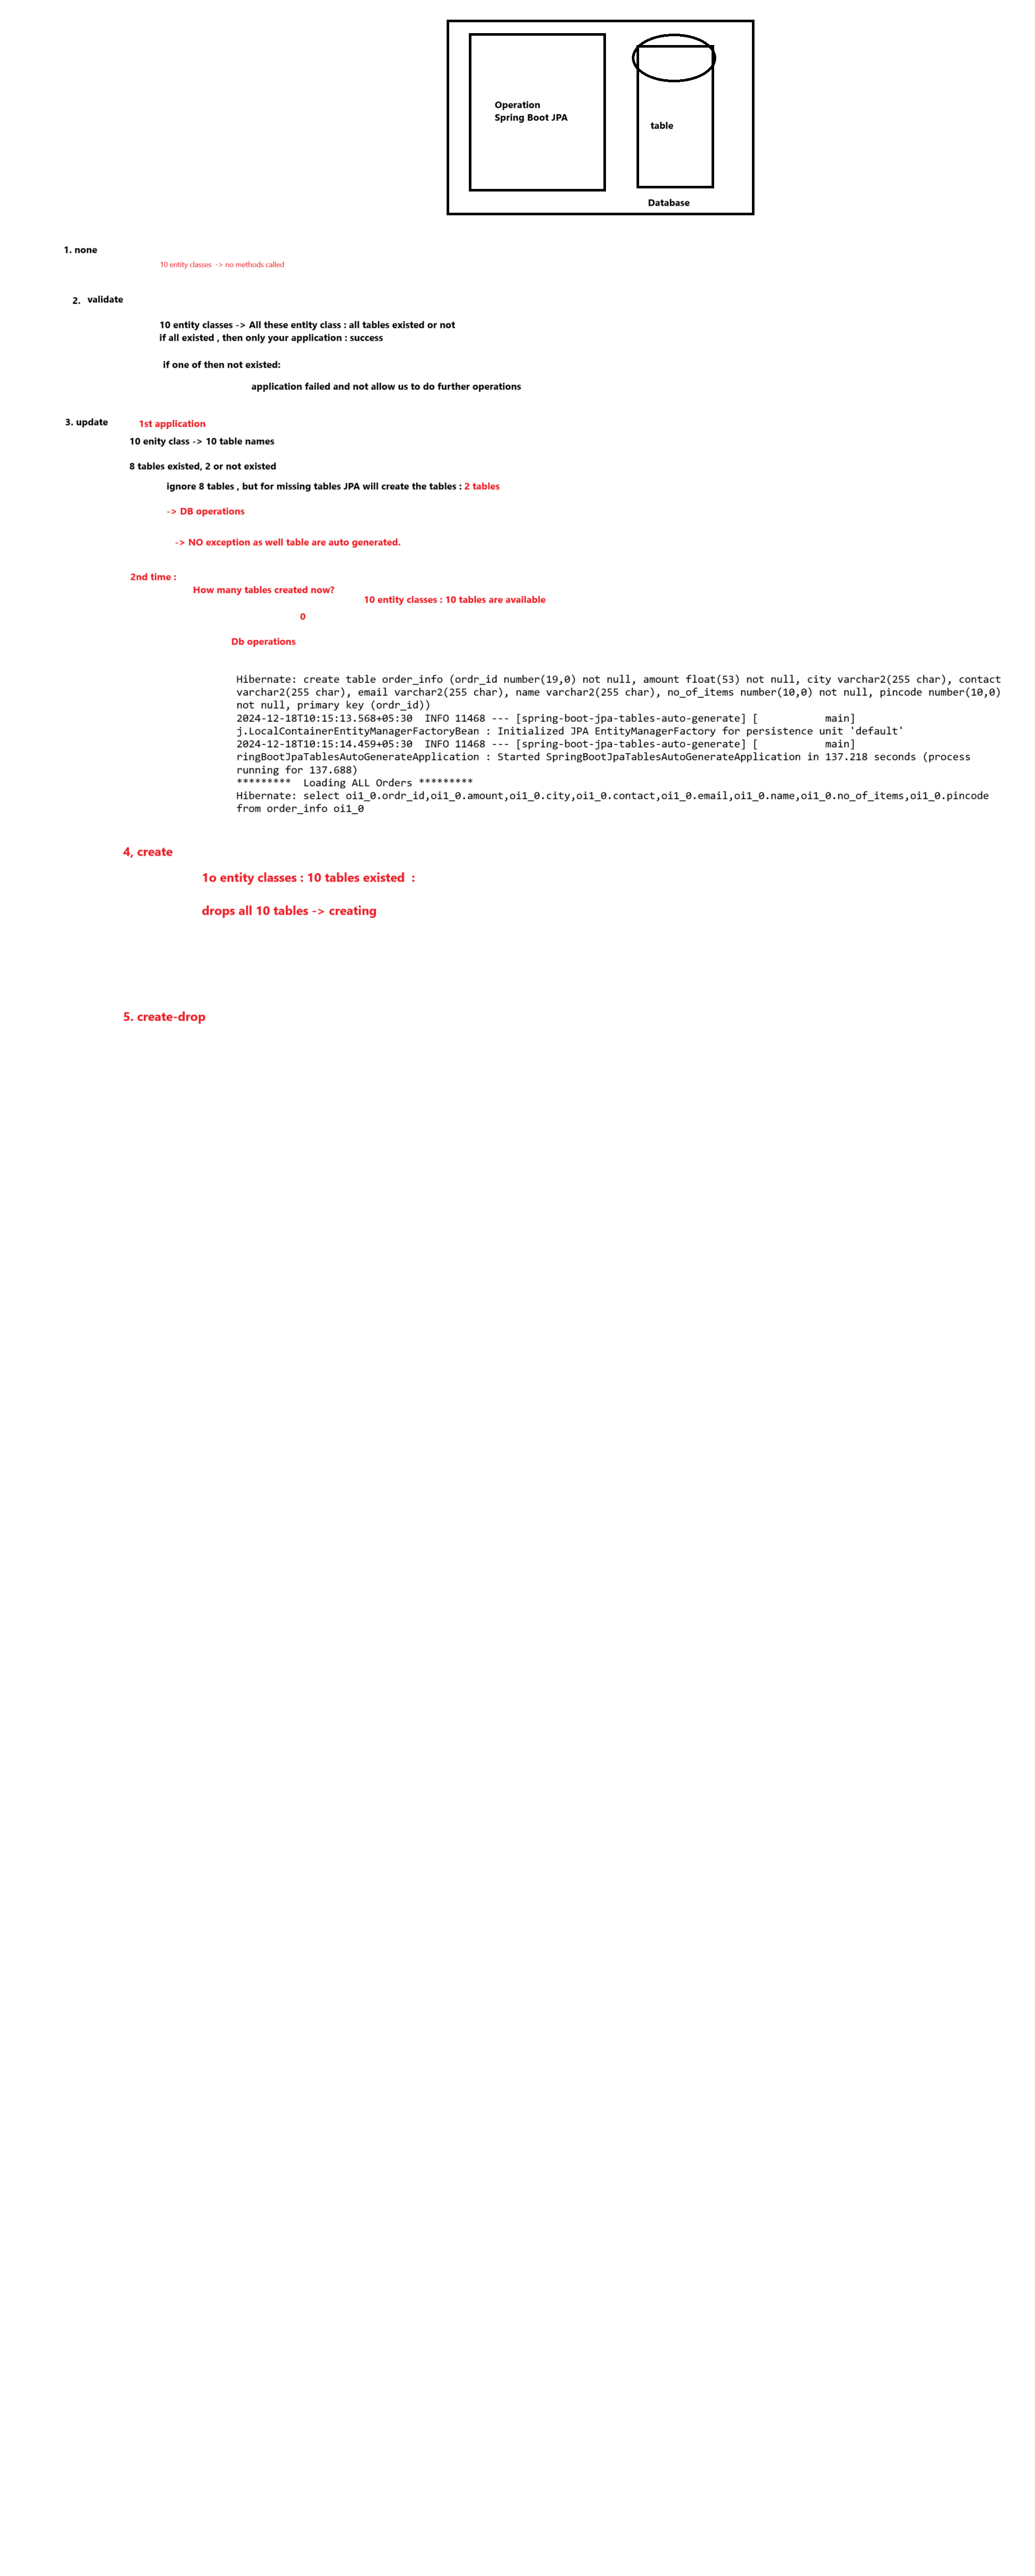 Operation
Spring Boot JPA
table
Database
1. none
10 entity classes -> no methods called
2. validate
10 entity classes -> All these entity class : all tables existed or not
if all existed , then only your application : success
if one of then not existed:
application failed and not allow us to do further operations
3. update 1st application
10 enity class -> 10 table names
8 tables existed, 2 or not existed
ignore 8 tables , but for missing tables JPA will create the tables : 2 tables
-> DB operations
-> NO exception as well table are auto generated.
2nd time :
How many tables created now?
10 entity classes : 10 tables are available
0
Db operations
Hibernate: create table order_info (ordr_id number(19,0) not null, amount float(53) not null, city varchar2(255 char), contact
varchar2(255 char), email varchar2(255 char), name varchar2(255 char), no_of_items number(10,0) not null, pincode number(10,0)
not null, primary key (ordr_id))
2024-12-18T10:15:13.568+05:30  INFO 11468 --- [spring-boot-jpa-tables-auto-generate] [           main]
j.LocalContainerEntityManagerFactoryBean : Initialized JPA EntityManagerFactory for persistence unit 'default'
2024-12-18T10:15:14.459+05:30  INFO 11468 --- [spring-boot-jpa-tables-auto-generate] [           main]
ringBootJpaTablesAutoGenerateApplication : Started SpringBootJpaTablesAutoGenerateApplication in 137.218 seconds (process
running for 137.688)
*********  Loading ALL Orders *********
Hibernate: select oi1_0.ordr_id,oi1_0.amount,oi1_0.city,oi1_0.contact,oi1_0.email,oi1_0.name,oi1_0.no_of_items,oi1_0.pincode
from order_info oi1_0
4, create
1o entity classes : 10 tables existed :
drops all 10 tables -> creating
5. create-drop